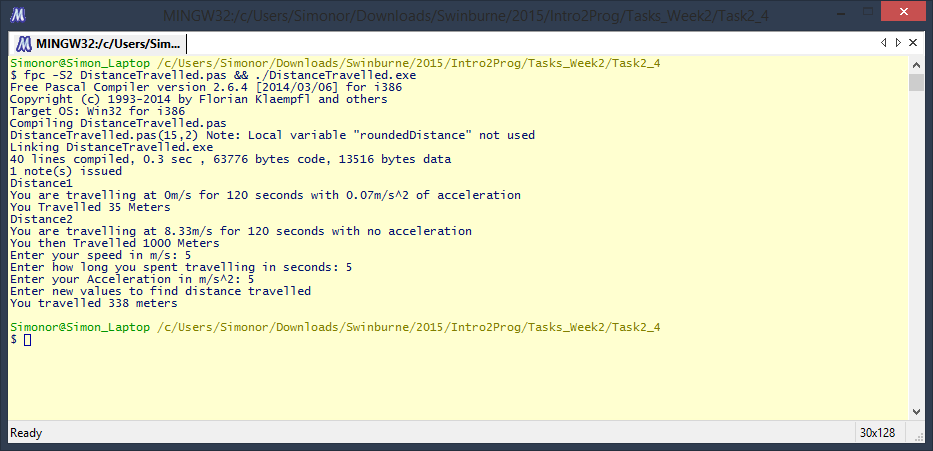 MINGW32:/c/Users/Simonor/Downloads/Swinburne/2015/Intro2Prog/Tasks_Week2/Task2_4
MINGW32:/c/Users/Sim...
Simonor@Simon_Laptop /c/Users/Simonor/Downloads/Swinburne/2015/Intro2Prog/Tasks_Week2/Task2_4
$ fpc -S2 DistanceTravelled.pas && ./DistanceTravelled.exe
Free Pascal Compiler version 2.6.4 [2014/03/06] for i386
Copyright (c) 1993-2014 by Florian Klaempfl and others
Target OS: Win32 for i386
Compiling DistanceTravelled.pas
DistanceTravelled.pas(15,2) Note: Local variable "roundedDistance" not used
Linking DistanceTravelled.exe
40 lines compiled, 0.3 sec , 63776 bytes code, 13516 bytes data
1 note(s) issued
Distance1
You are travelling at 0m/s for 120 seconds with 0.07m/s^2 of acceleration
You Travelled 35 Meters
Distance2
You are travelling at 8.33m/s for 120 seconds with no acceleration
You then Travelled 1000 Meters
Enter your speed in m/s: 5
Enter how long you spent travelling in seconds: 5
Enter your Acceleration in m/s^2: 5
Enter new values to find distance travelled
You travelled 338 meters
Simonor@Simon_Laptop /c/Users/Simonor/Downloads/Swinburne/2015/Intro2Prog/Tasks_Week2/Task2_4
$
Ready
30x128